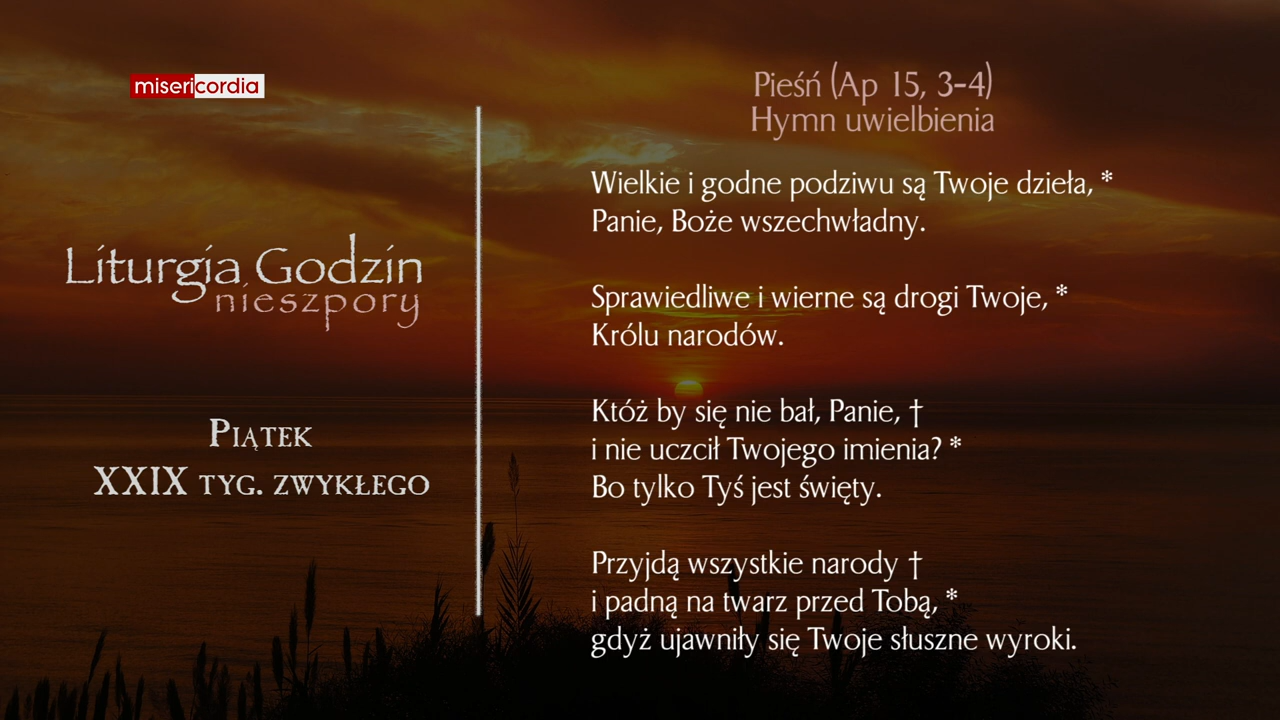 misericordia
Liturgia Godzin
nieszpory
Piątek
XXIX tyg. zwykłego
Pieśń (Ap 15, 3-4)
Hymn uwielbienia
Wielkie i godne podziwu są Twoje dzieła, *
Panie, Boże wszechwładny.
Sprawiedliwe i wierne są drogi Twoje, *
Królu narodów.
Któż by się nie bał, Panie, †
i nie uczcił Twojego imienia? *
Bo tylko Tyś jest święty.
Przyjdą wszystkie narody †
i padną na twarz przed Tobą, *
gdyż ujawniły się Twoje słuszne wyroki.